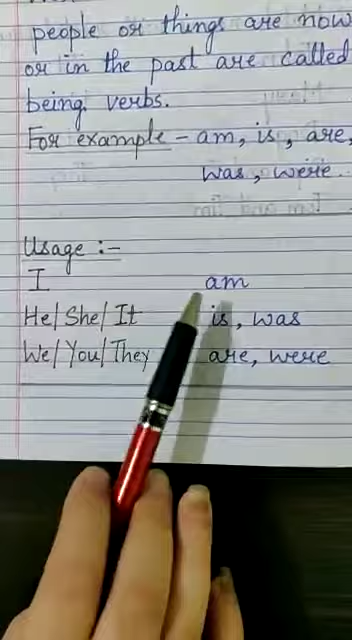 people or things are now
or in the past are called
being verbs.
For example - am, is, are,
was, were.
Usage :-
I am
He/She/It is, was
We/You/They are, were